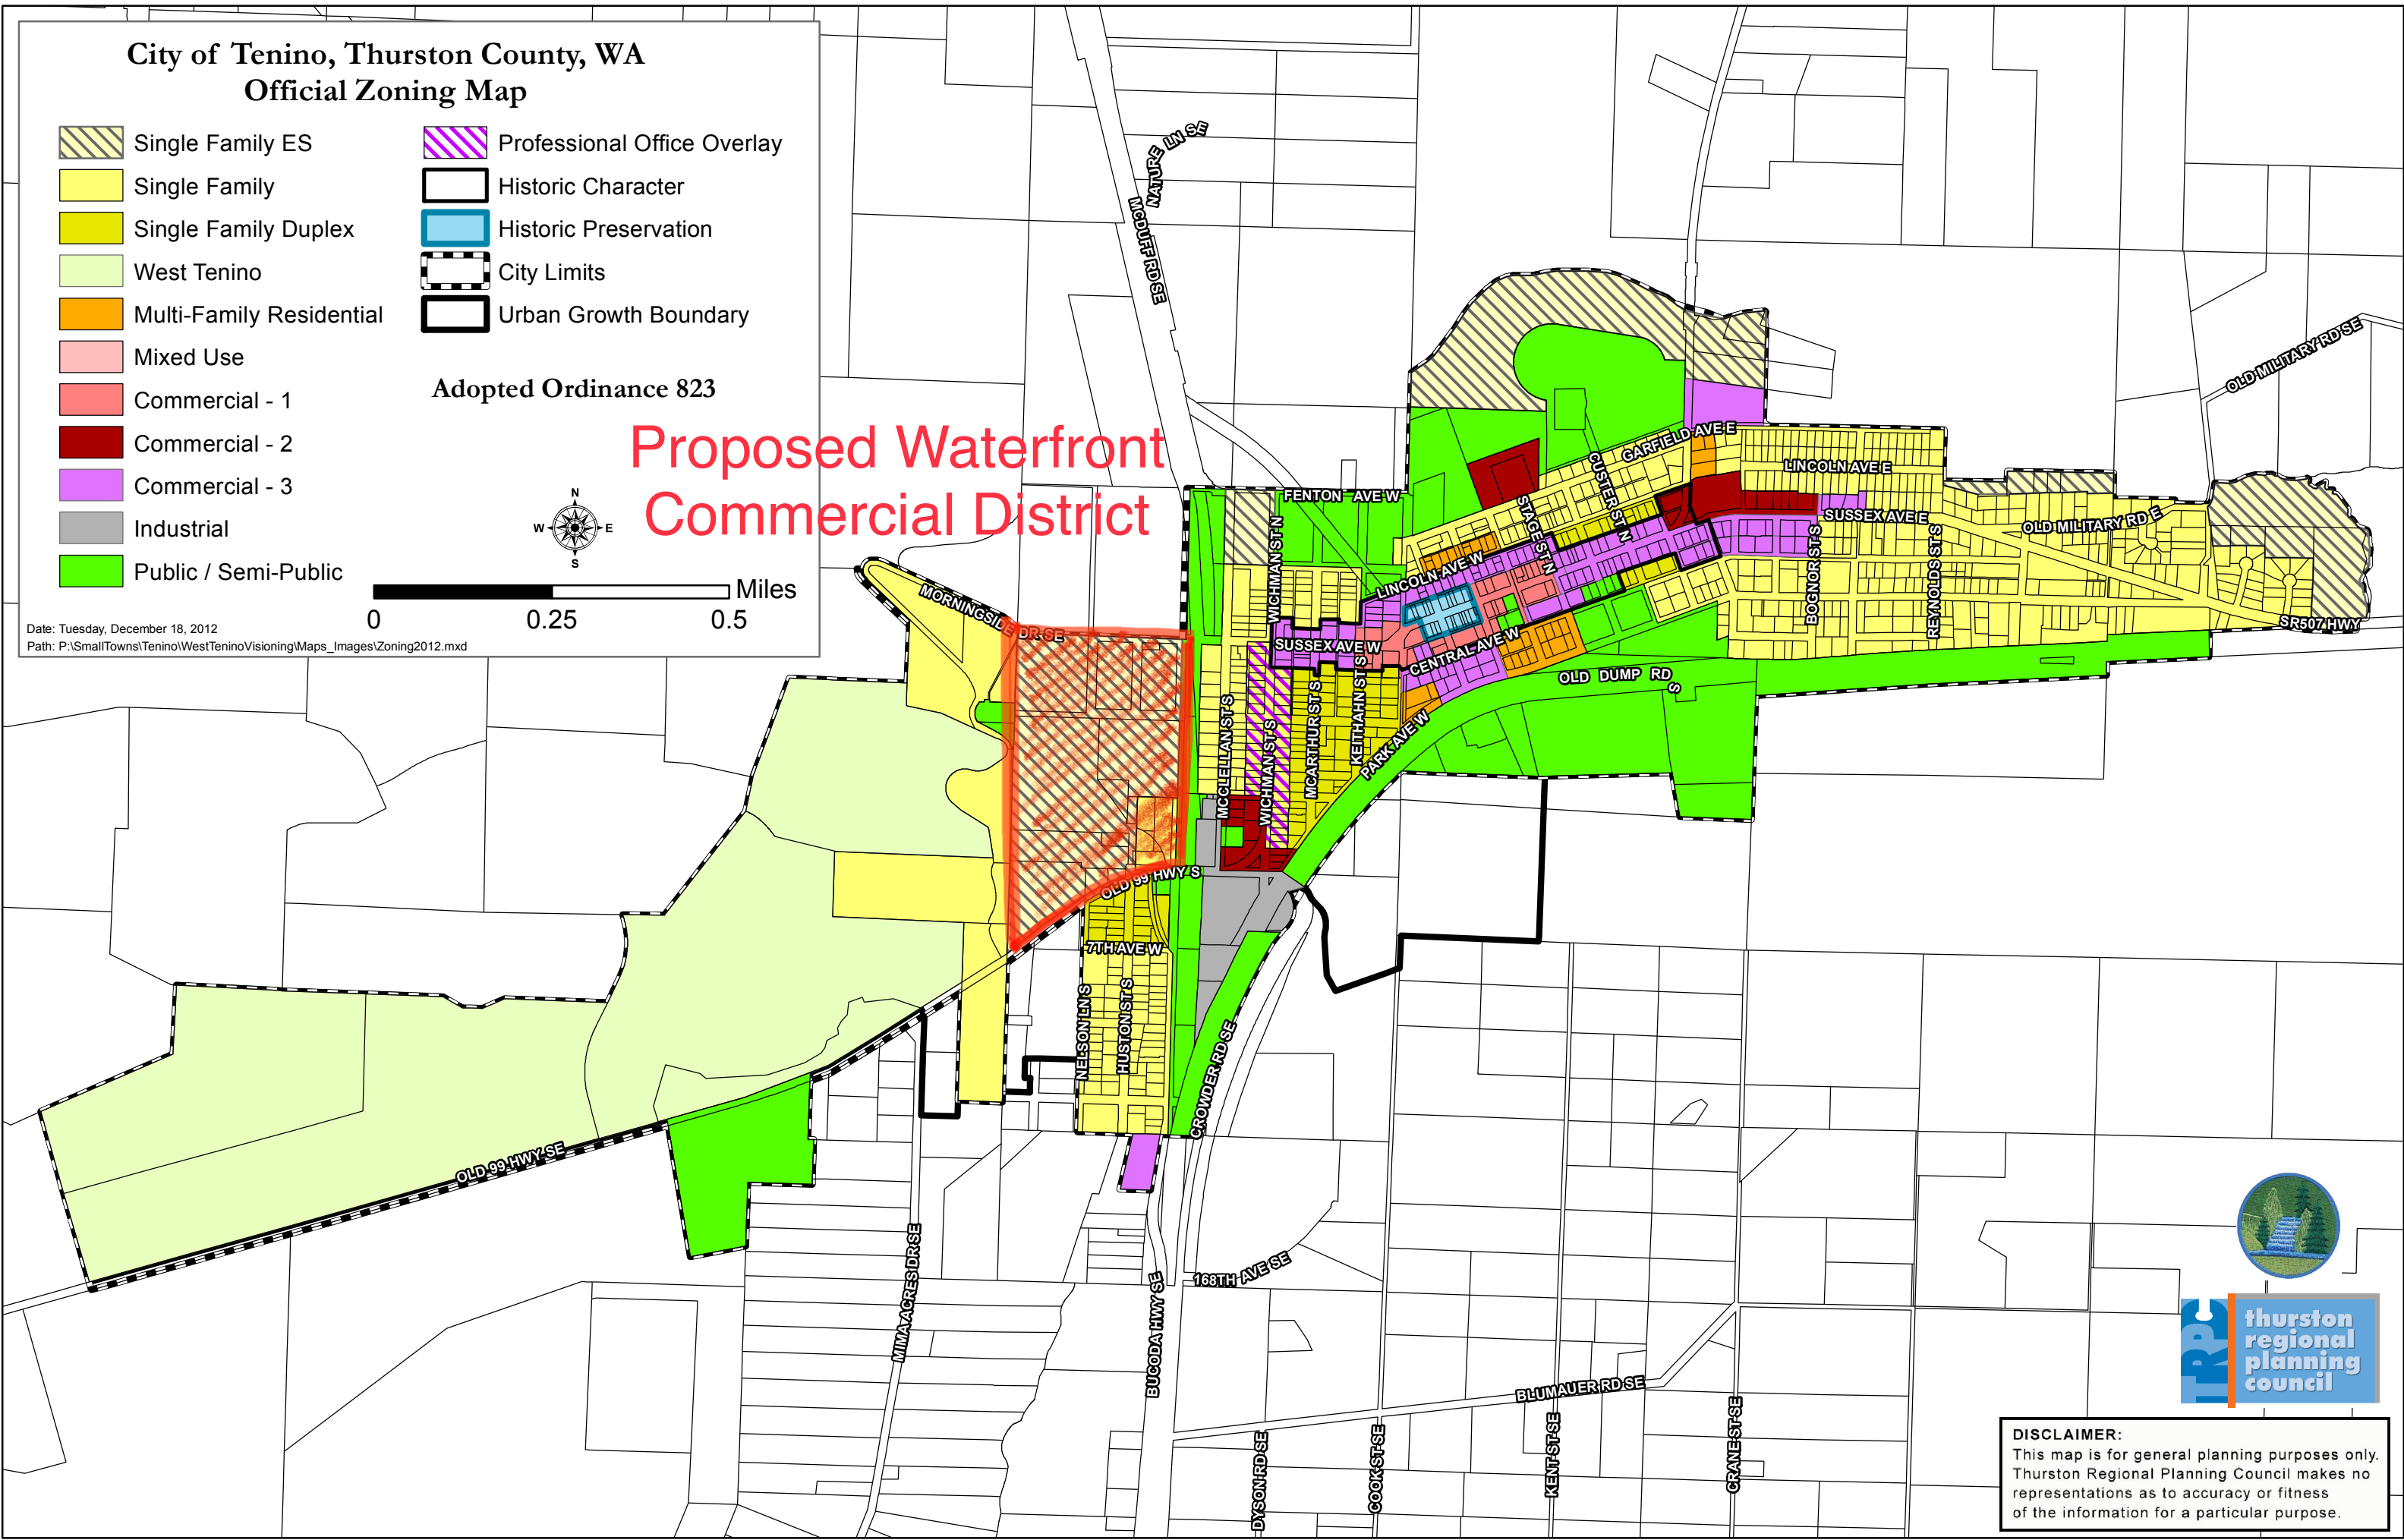 City of Tenino, Thurston County, WA
Official Zoning Map
Single Family ES
Single Family
Single Family Duplex
West Tenino
Multi-Family Residential
Mixed Use
Commercial - 1
Commercial - 2
Commercial - 3
Industrial
Public / Semi-Public
Professional Office Overlay
Historic Character
Historic Preservation
City Limits
Urban Growth Boundary
Adopted Ordinance 823
N
W
E
S
Miles
0
0.25
0.5
Date: Tuesday, December 18, 2012
Path: P:\SmallTowns\Tenino\WestTeninoVisioning\Maps_Images\Zoning2012.mxd
Proposed Waterfront
Commercial District
NATURE LN SE
MCDUFF RD SE
OLD MILITARY RD SE
GARFIELD AVE E
LINCOLN AVE E
CUSTER ST N
FENTON AVE W
STAGE ST N
WICHMAN ST N
SUSSEX AVE E
OLD MILITARY RD E
LINCOLN AVE W
BOGNOR ST S
REYNOLDS ST S
MORNINGSIDE DR SE
SR507 HWY
SUSSEX AVE W
CENTRAL AVE W
OLD DUMP RD S
MCCLELLAN ST S
WICHMAN ST S
MCARTHUR ST S
KEITHAHN ST S
PARK AVE W
OLD 99 HWY S
7TH AVE W
NELSON LN S
HUSTON ST S
CROWDER RD SE
OLD 99 HWY SE
MIMA ACRES DR SE
BUCODA HWY SE
168TH AVE SE
BLUMAUER RD SE
DYSON RD SE
COOK ST SE
KENT ST SE
CRANE ST SE
TRPC
thurston
regional
planning
council
DISCLAIMER:
This map is for general planning purposes only.
Thurston Regional Planning Council makes no
representations as to accuracy or fitness
of the information for a particular purpose.